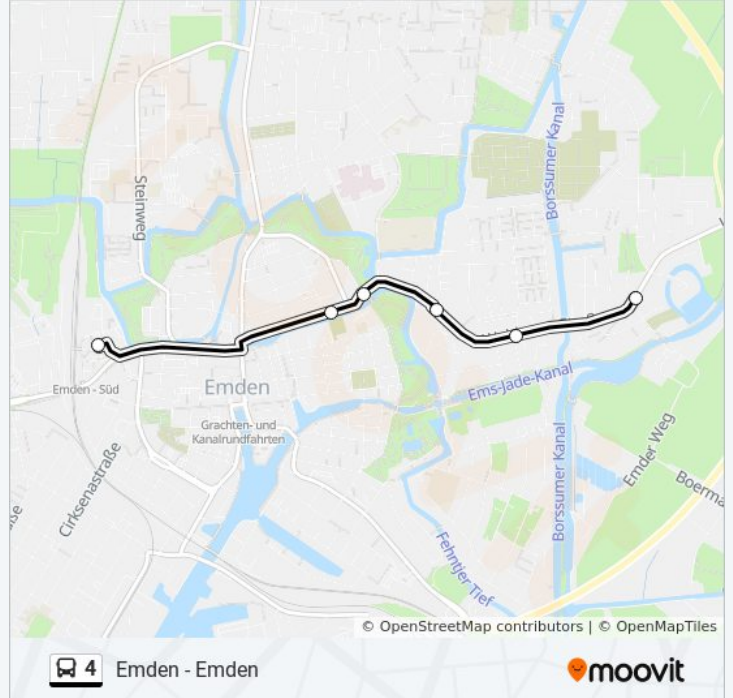 Borssumer Kanal
Steinweg
Emden
Ems-Jade-Kanal
Emden - Süd
Grachten- und
Kanalrundfahrten
Emder Weg
Cirksenastraße
Borssumer Kanal
Boerma
ße
Fehntjer Tief
© OpenStreetMap contributors | © OpenMapTiles
4 Emden - Emden
moovit